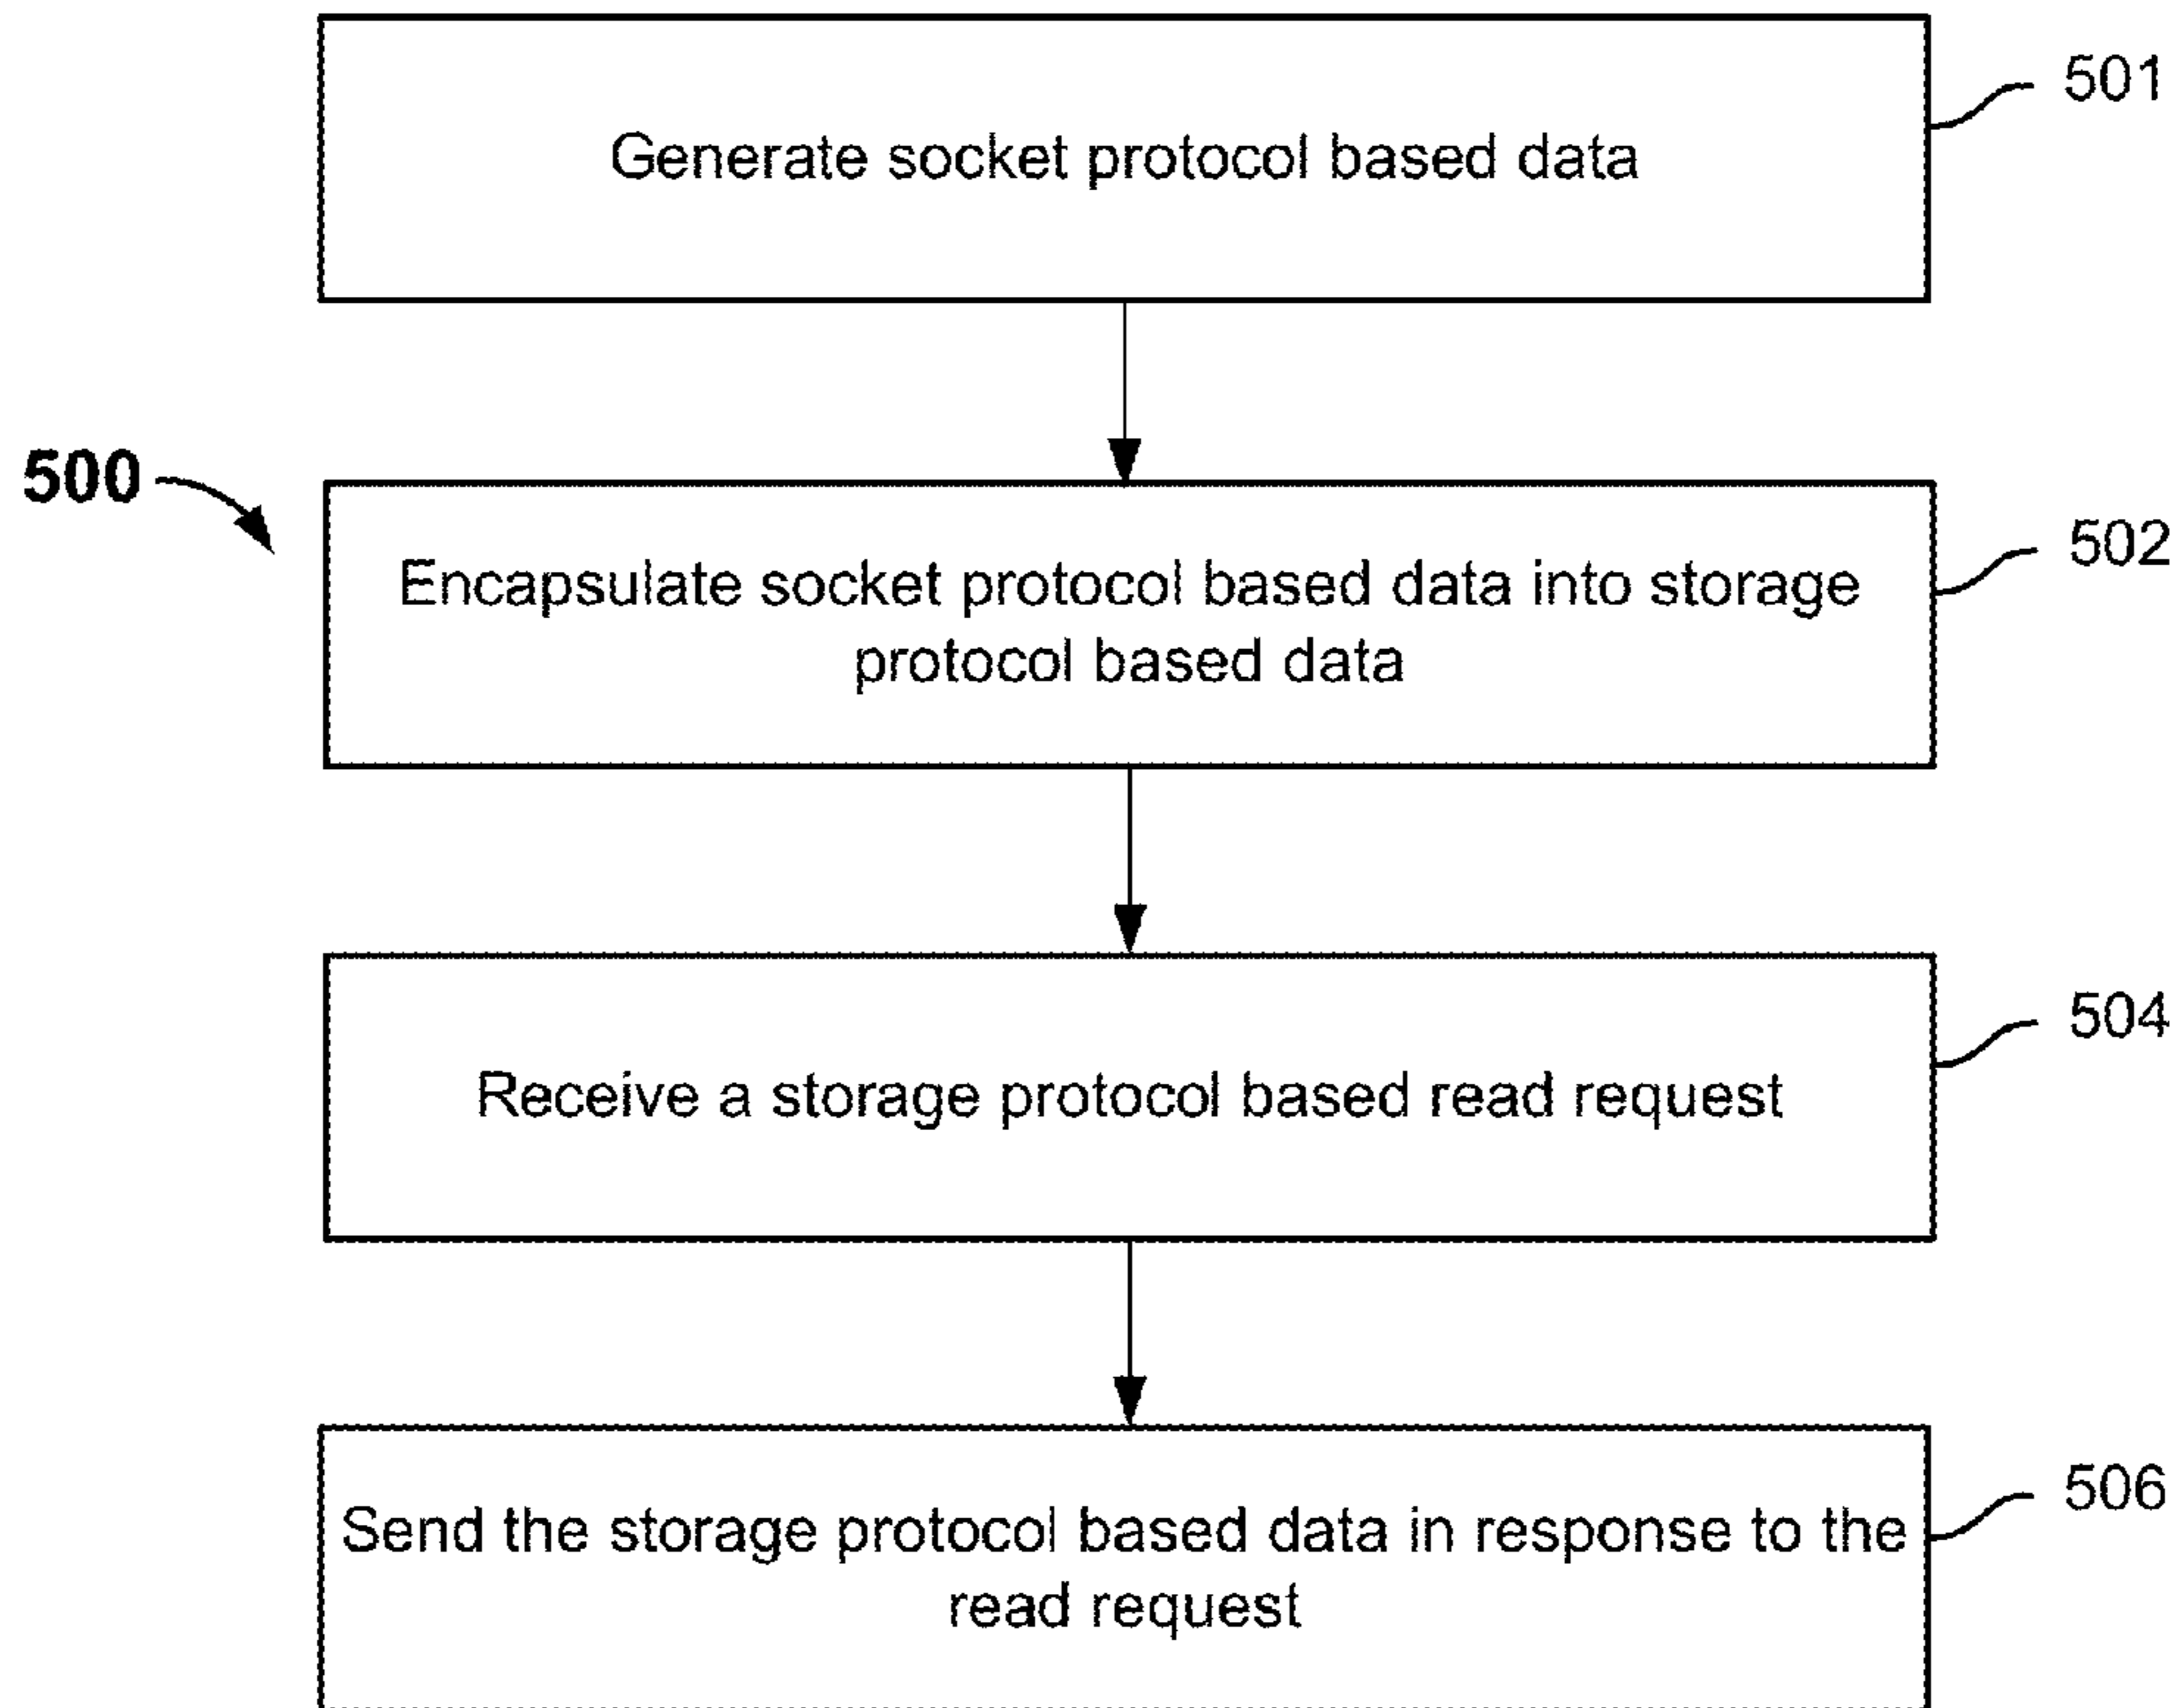 Generate socket protocol based data
501
500
Encapsulate socket protocol based data into storage
protocol based data
502
Receive a storage protocol based read request
504
Send the storage protocol based data in response to the
read request
506